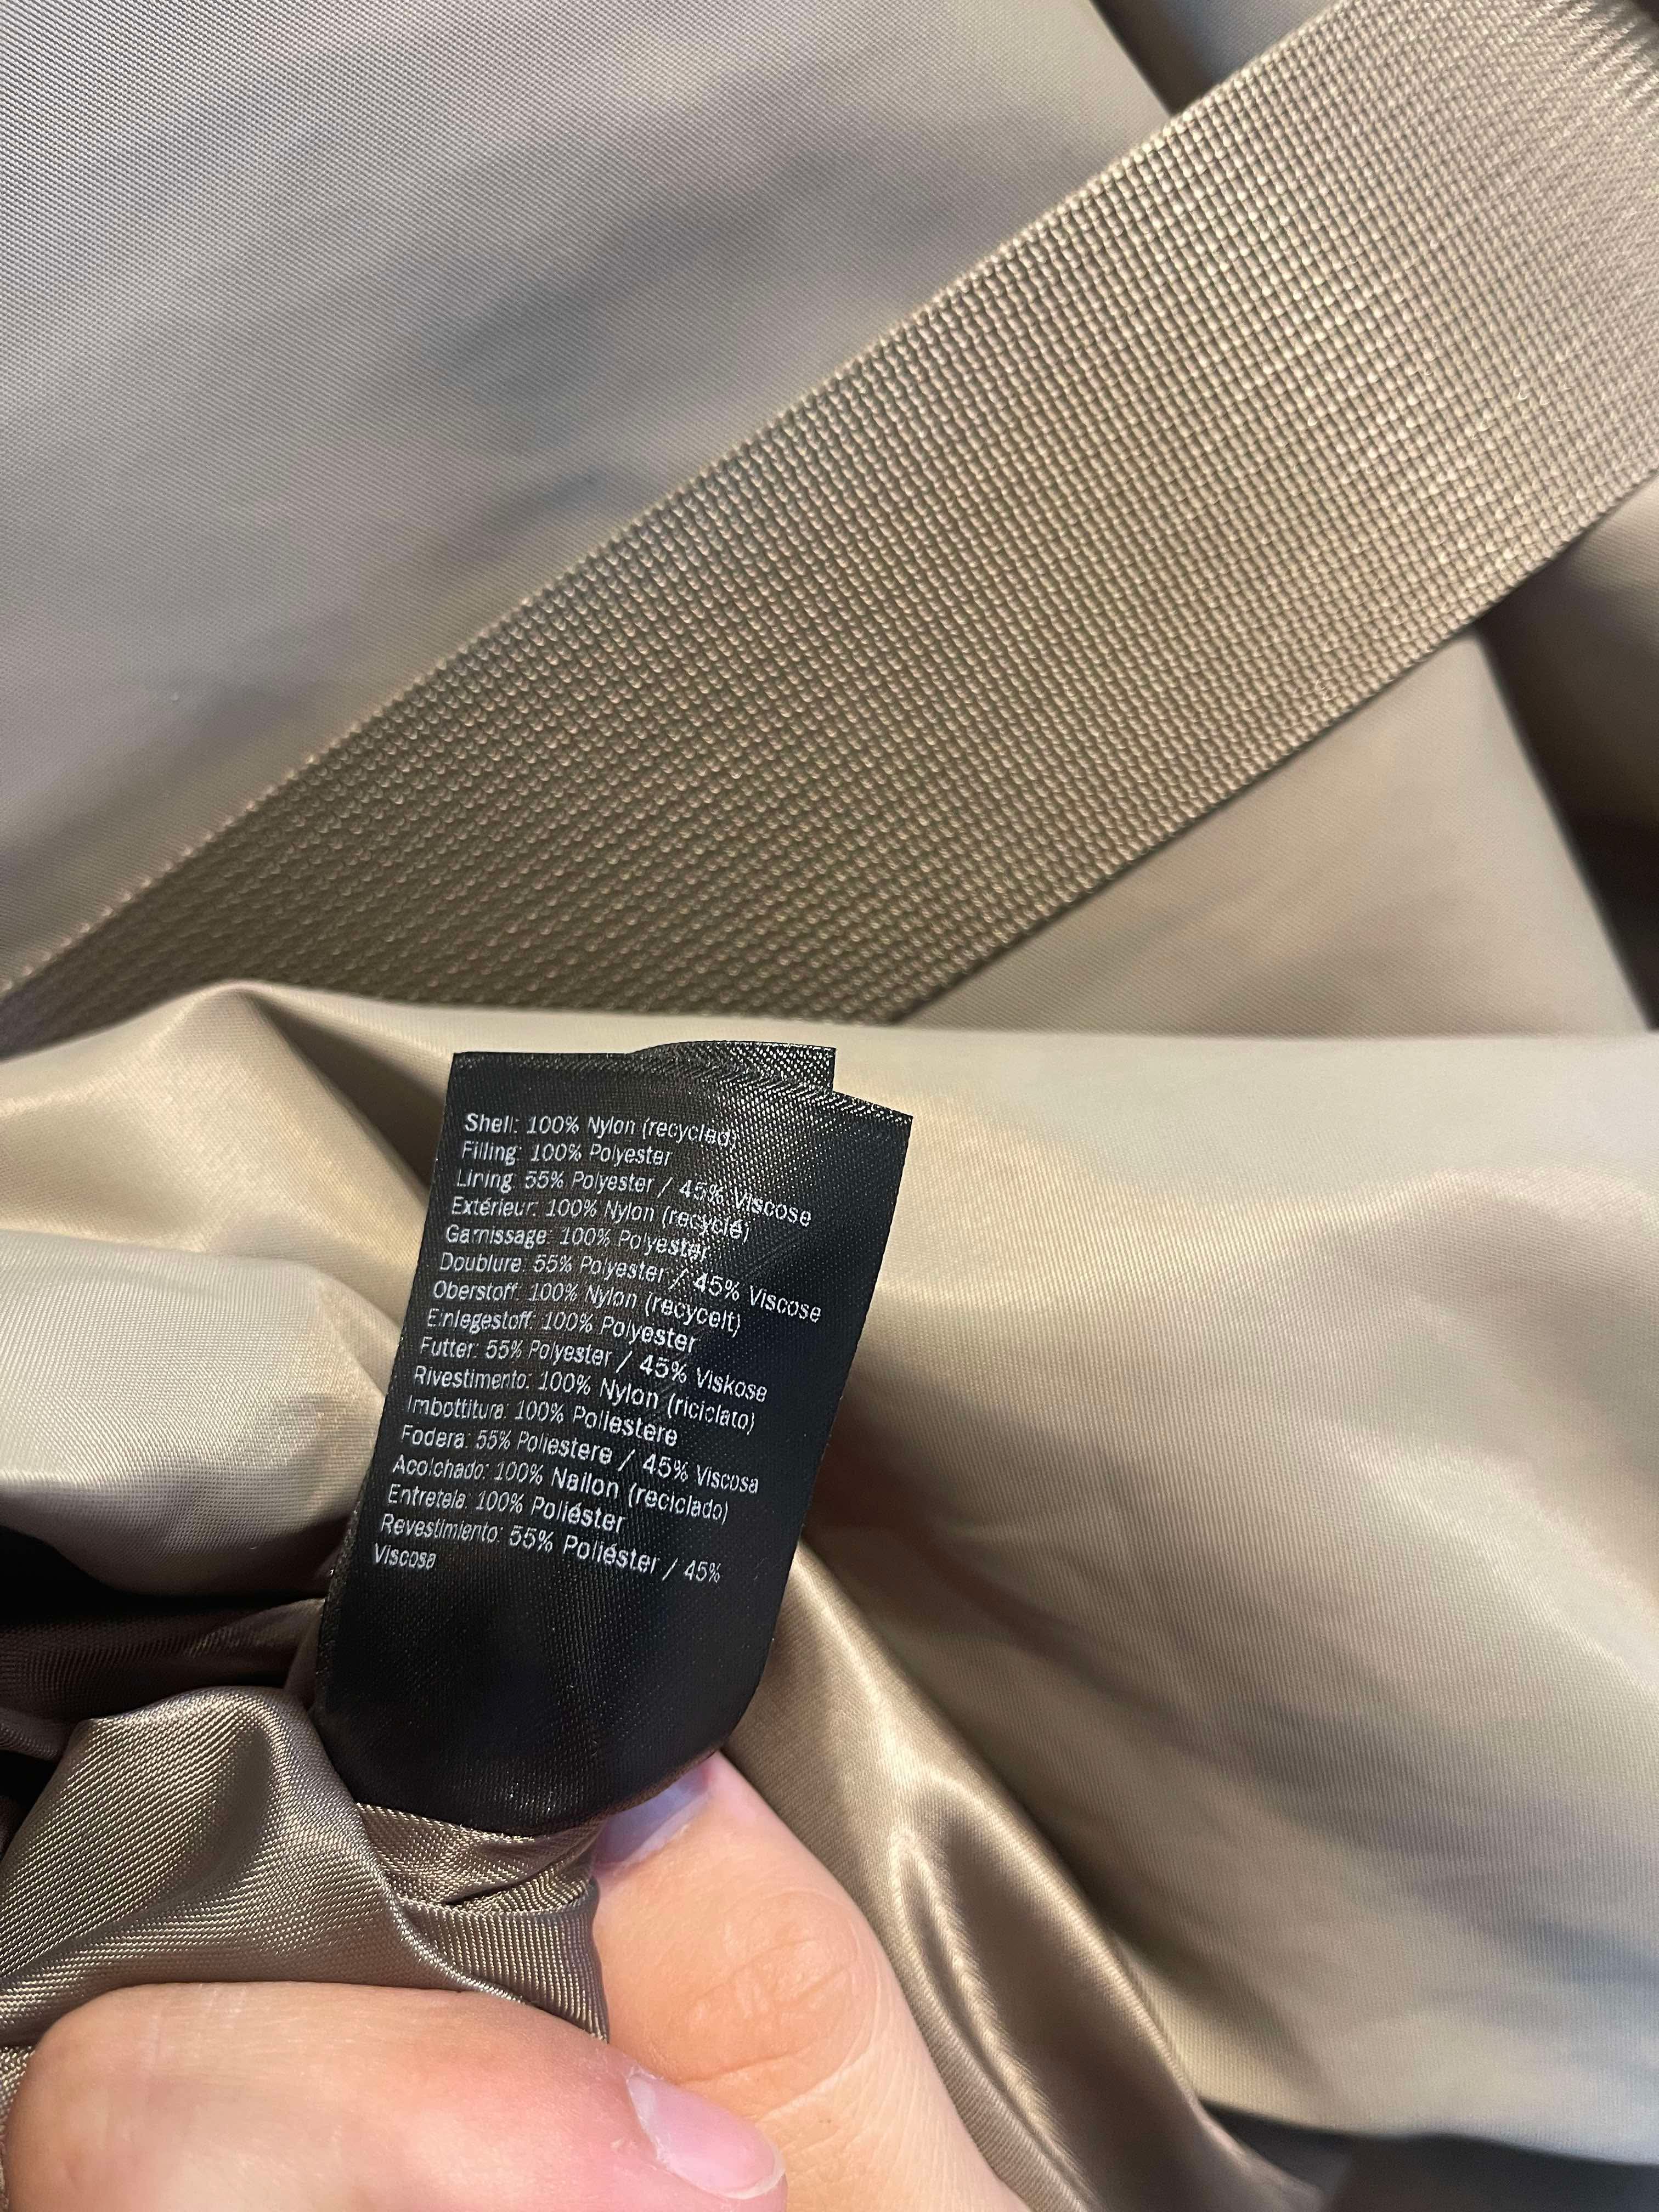 Shell: 100% Nylon (recycled)
Filling: 100% Polyester
Lining: 55% Polyester / 45% Viscose
Extérieur: 100% Nylon (recyclé)
Garnissage: 100% Polyester
Doublure: 55% Polyester / 45% Viscose
Oberstoff: 100% Nylon (recycelt)
Einlegestoff: 100% Polyester
Futter: 55% Polyester / 45% Viskose
Rivestimento: 100% Nylon (riciclato)
Imbottitura: 100% Poliestere
Fodera: 55% Poliestere / 45% Viscosa
Acolchado: 100% Nailon (reciclado)
Entretela: 100% Poliéster
Revestimiento: 55% Poliéster / 45%
Viscosa